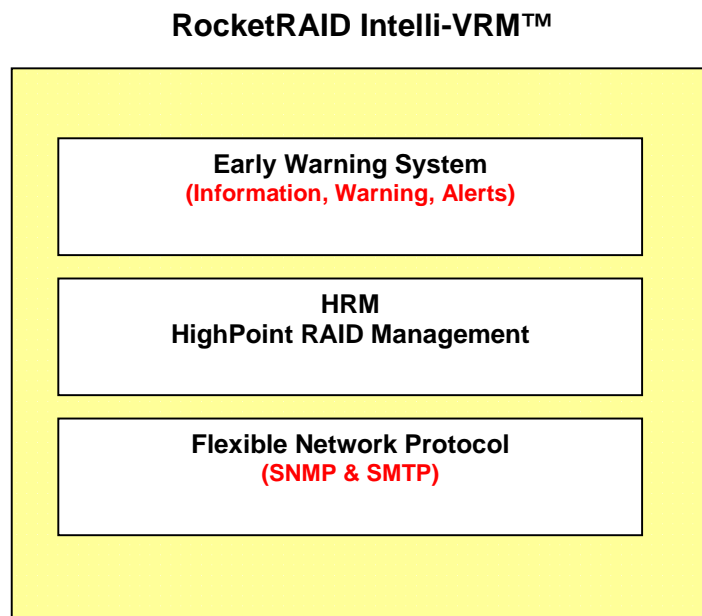 RocketRAID Intelli-VRM™
Early Warning System
(Information, Warning, Alerts)
HRM
HighPoint RAID Management
Flexible Network Protocol
(SNMP & SMTP)